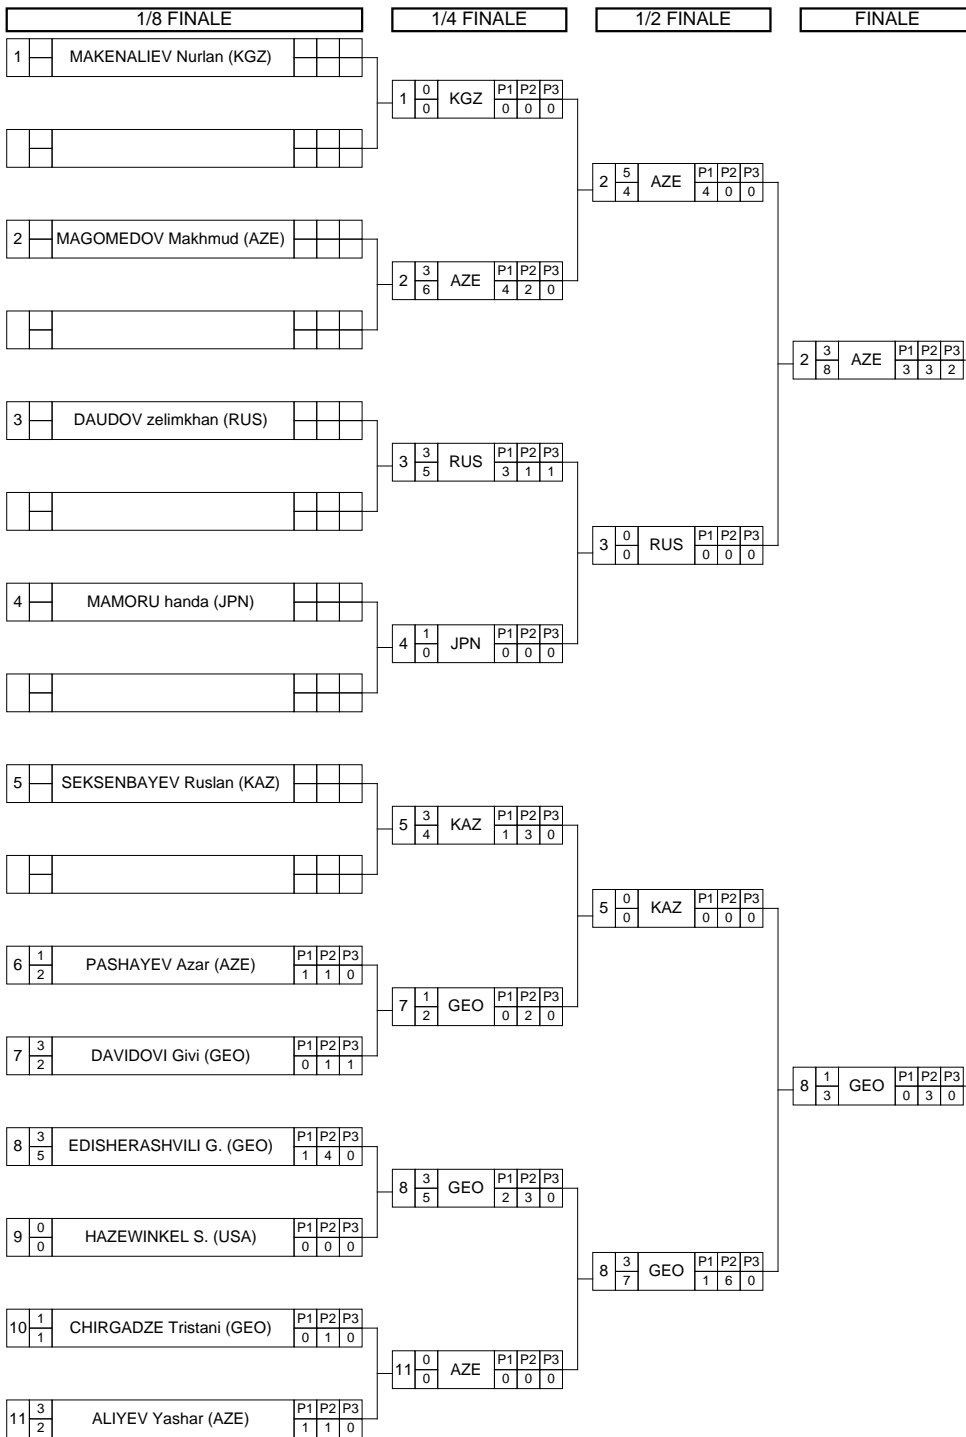 1/8 FINALE 1/4 FINALE 1/2 FINALE FINALE
1 MAKENALIEV Nurlan (KGZ)
1 0 0 KGZ P1 P2 P3 0 0 0
2 5 4 AZE P1 P2 P3 4 0 0
2 MAGOMEDOV Makhmud (AZE)
2 3 6 AZE P1 P2 P3 4 2 0
2 3 8 AZE P1 P2 P3 3 3 2
3 DAUDOV zelimkhan (RUS)
3 3 5 RUS P1 P2 P3 3 1 1
3 0 0 RUS P1 P2 P3 0 0 0
4 MAMORU handa (JPN)
4 1 0 JPN P1 P2 P3 0 0 0
5 SEKSENBAYEV Ruslan (KAZ)
5 3 4 KAZ P1 P2 P3 1 3 0
5 0 0 KAZ P1 P2 P3 0 0 0
6 1 2 PASHAYEV Azar (AZE) P1 P2 P3 1 1 0
7 1 2 GEO P1 P2 P3 0 2 0
7 3 2 DAVIDOVI Givi (GEO) P1 P2 P3 0 1 1
8 1 3 GEO P1 P2 P3 0 3 0
8 3 5 EDISHERASHVILI G. (GEO) P1 P2 P3 1 4 0
8 3 5 GEO P1 P2 P3 2 3 0
9 0 0 HAZEWINKEL S. (USA) P1 P2 P3 0 0 0
8 3 7 GEO P1 P2 P3 1 6 0
10 1 1 CHIRGADZE Tristani (GEO) P1 P2 P3 0 1 0
11 0 0 AZE P1 P2 P3 0 0 0
11 3 2 ALIYEV Yashar (AZE) P1 P2 P3 1 1 0